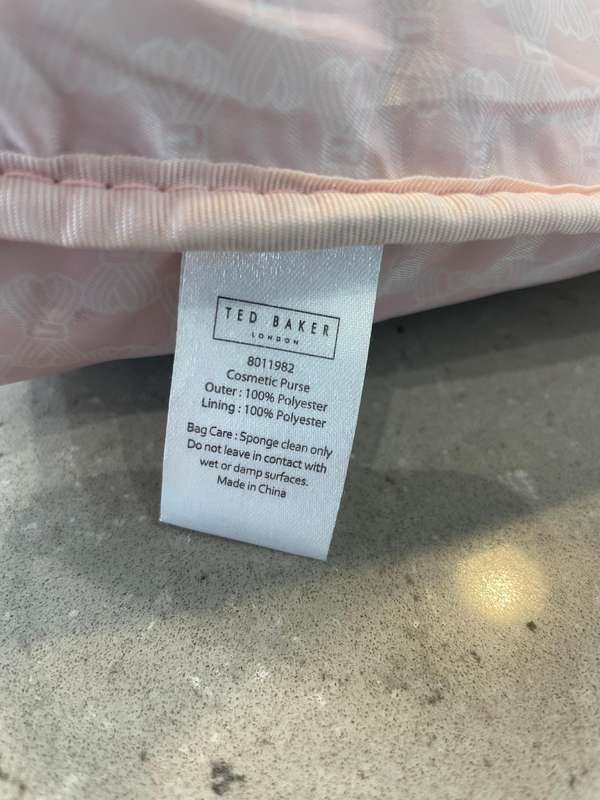 TED BAKER
LONDON
8011982
Cosmetic Purse
Outer : 100% Polyester
Lining : 100% Polyester
Bag Care : Sponge clean only
Do not leave in contact with
wet or damp surfaces.
Made in China